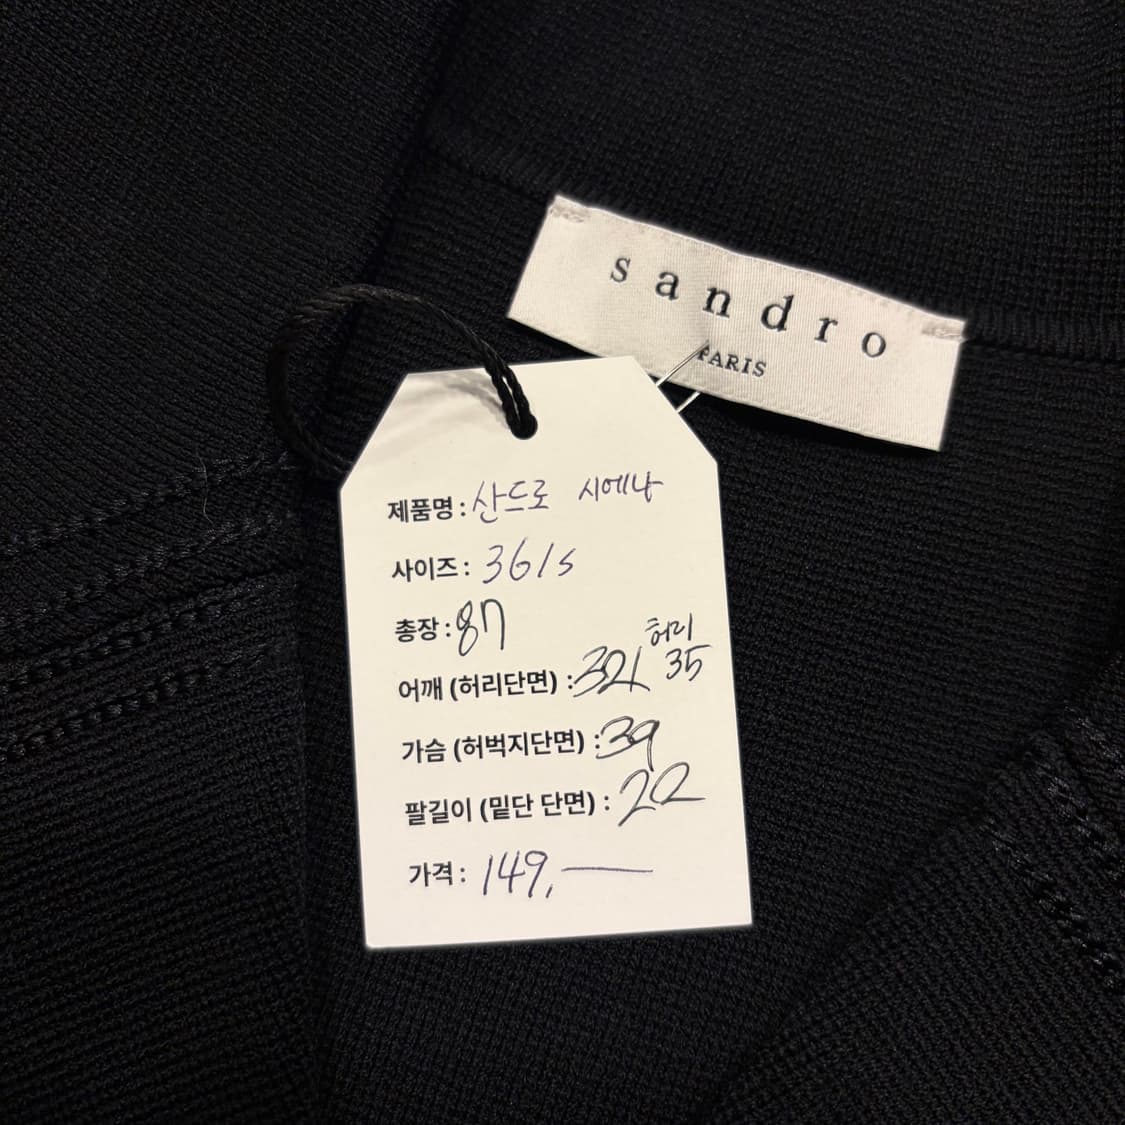 sandro
PARIS
제품명 : 산드로 시에나
사이즈 : 36/s
총장 : 87
허리
어깨 (허리단면) : 32/ 35
가슴 (허벅지단면) : 39
팔길이 (밑단 단면) : 22
가격 : 149,—